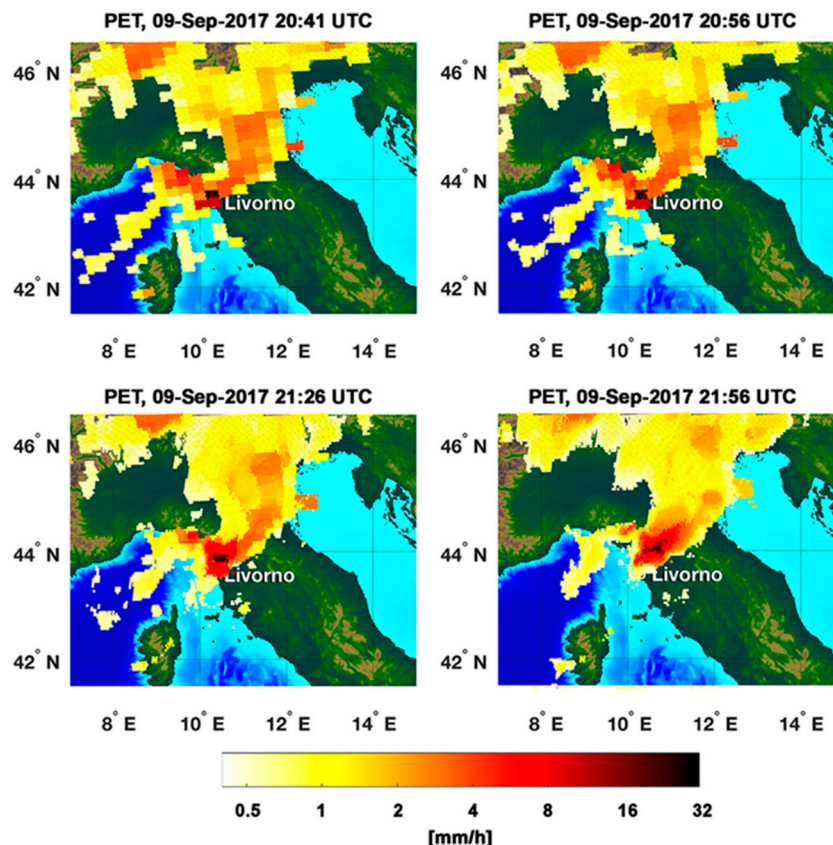 PET, 09-Sep-2017 20:41 UTC
PET, 09-Sep-2017 20:56 UTC
46° N
44° N
42° N
Livorno
8° E
10° E
12° E
14° E
46° N
44° N
42° N
Livorno
8° E
10° E
12° E
14° E
PET, 09-Sep-2017 21:26 UTC
PET, 09-Sep-2017 21:56 UTC
46° N
44° N
42° N
Livorno
8° E
10° E
12° E
14° E
46° N
44° N
42° N
Livorno
8° E
10° E
12° E
14° E
0.5 1 2 4 8 16 32
[mm/h]